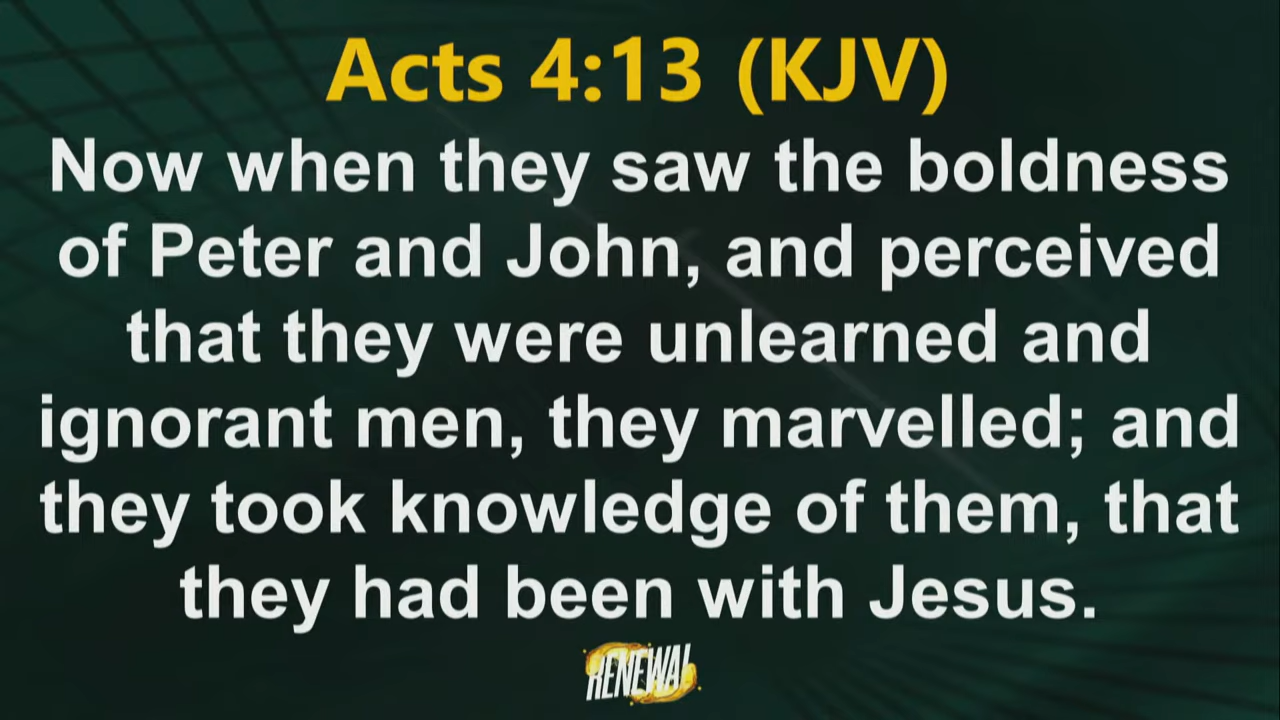 Acts 4:13 (KJV)
Now when they saw the boldness
of Peter and John, and perceived
that they were unlearned and
ignorant men, they marvelled; and
they took knowledge of them, that
they had been with Jesus.
RENEWAL